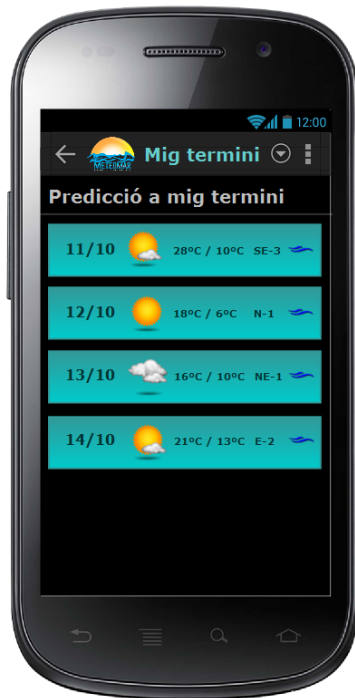 12:00
METEOMAR
Mig termini
Predicció a mig termini
11/10 28ºC / 10ºC SE-3
12/10 18ºC / 6ºC N-1
13/10 16ºC / 10ºC NE-1
14/10 21ºC / 13ºC E-2